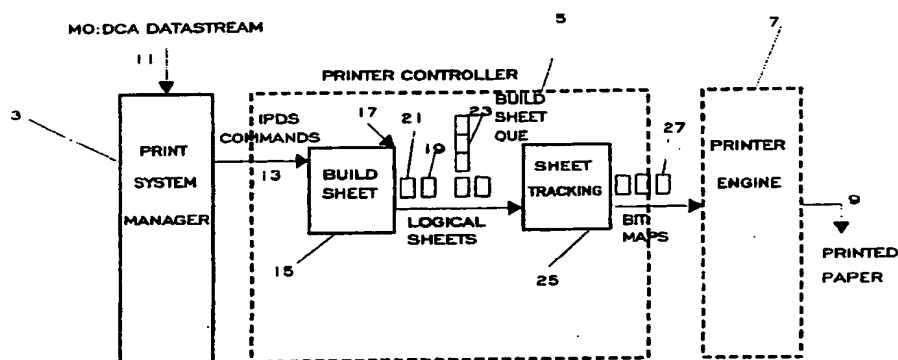 MO:DCA DATASTREAM
11
3
PRINT
SYSTEM
MANAGER
PRINTER CONTROLLER
5
7
IPDS
COMMANDS
13
17
21
19
23
BUILD
SHEET
QUE
BUILD
SHEET
15
LOGICAL
SHEETS
SHEET
TRACKING
25
27
BIT
MAPS
PRINTER
ENGINE
9
PRINTED
PAPER